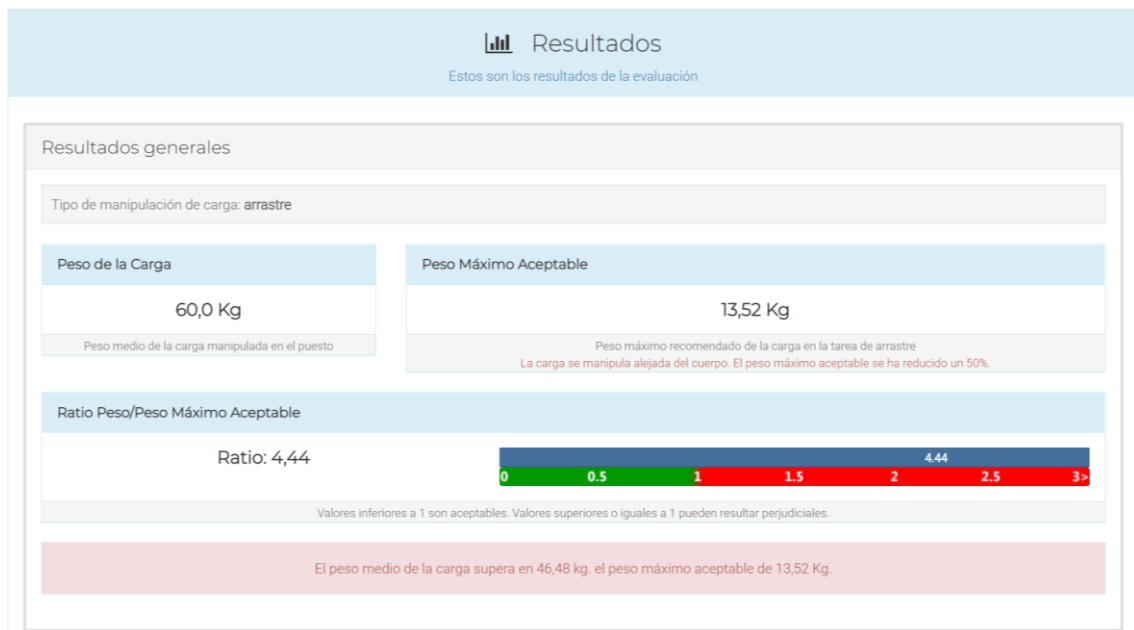 Resultados
Estos son los resultados de la evaluación
Resultados generales
Tipo de manipulación de carga: arrastre
Peso de la Carga
60,0 Kg
Peso medio de la carga manipulada en el puesto
Peso Máximo Aceptable
13,52 Kg
Peso máximo recomendado de la carga en la tarea de arrastre
La carga se manipula alejada del cuerpo. El peso máximo aceptable se ha reducido un 50%.
Ratio Peso/Peso Máximo Aceptable
Ratio: 4,44
4.44
0 0.5 1 1.5 2 2.5 3>
Valores inferiores a 1 son aceptables. Valores superiores o iguales a 1 pueden resultar perjudiciales.
El peso medio de la carga supera en 46,48 kg. el peso máximo aceptable de 13,52 Kg.